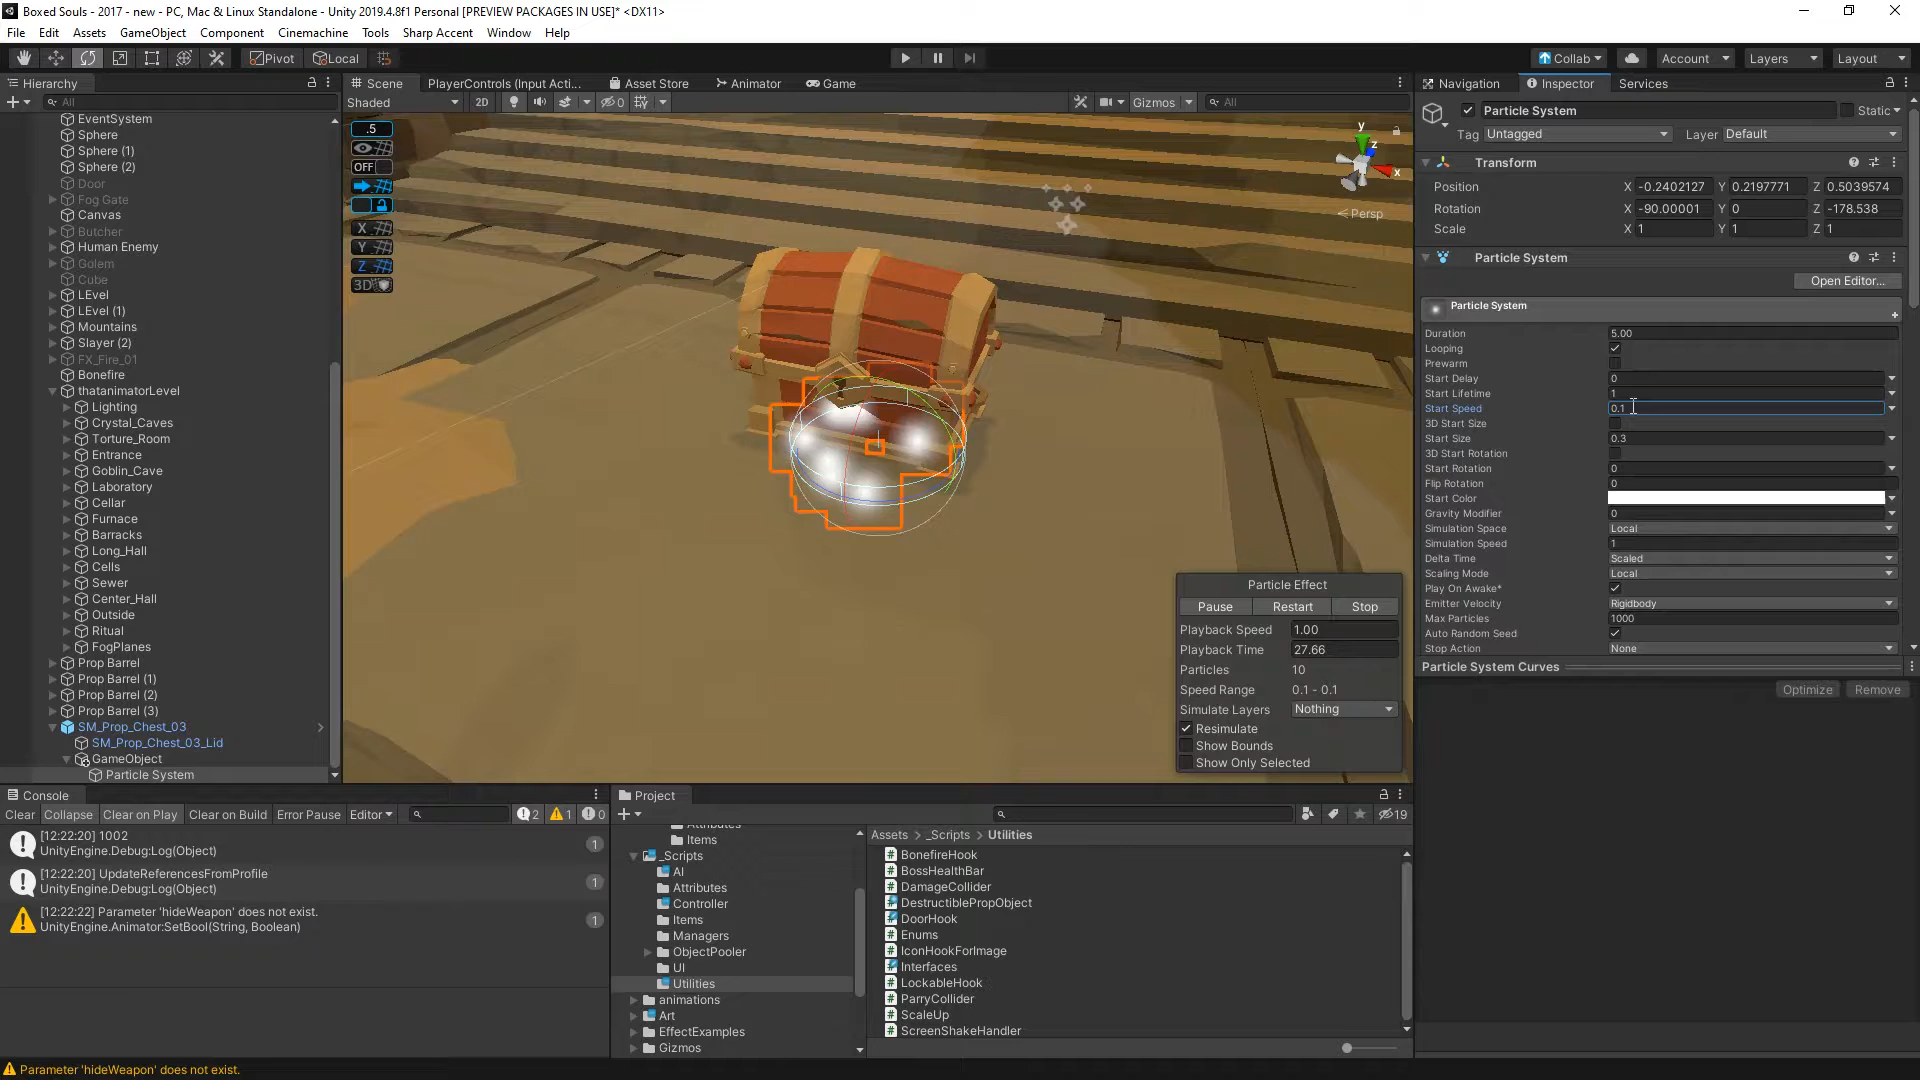 Boxed Souls - 2017 - new - PC, Mac & Linux Standalone - Unity 2019.4.8f1 Personal [PREVIEW PACKAGES IN USE]* <DX11>
File Edit Assets GameObject Component Cinemachine Tools Sharp Accent Window Help
Pivot Local Collab Account Layers Layout
Hierarchy
All
EventSystem
Sphere
Sphere (1)
Sphere (2)
Door
Fog Gate
Canvas
Butcher
Human Enemy
Golem
Cube
LEvel
LEvel (1)
Mountains
Slayer (2)
FX_Fire_01
Bonefire
thatanimatorLevel
Lighting
Crystal_Caves
Torture_Room
Entrance
Goblin_Cave
Laboratory
Cellar
Furnace
Barracks
Long_Hall
Cells
Sewer
Center_Hall
Outside
Ritual
FogPlanes
Prop Barrel
Prop Barrel (1)
Prop Barrel (2)
Prop Barrel (3)
SM_Prop_Chest_03
SM_Prop_Chest_03_Lid
GameObject
Particle System
Scene PlayerControls (Input Acti... Asset Store Animator Game
Shaded 2D 0 Gizmos All
.5
OFF
X
Y
Z
3D
y
z
x
Persp
Particle Effect
Pause Restart Stop
Playback Speed 1.00
Playback Time 27.66
Particles 10
Speed Range 0.1 - 0.1
Simulate Layers Nothing
Resimulate
Show Bounds
Show Only Selected
Navigation Inspector Services
Particle System Static
Tag Untagged Layer Default
Transform
Position X -0.2402127 Y 0.2197771 Z 0.5039574
Rotation X -90.00001 Y 0 Z -178.538
Scale X 1 Y 1 Z 1
Particle System
Open Editor...
Particle System
Duration 5.00
Looping
Prewarm
Start Delay 0
Start Lifetime 1
Start Speed 0.1
3D Start Size
Start Size 0.3
3D Start Rotation
Start Rotation 0
Flip Rotation 0
Start Color
Gravity Modifier 0
Simulation Space Local
Simulation Speed 1
Delta Time Scaled
Scaling Mode Local
Play On Awake*
Emitter Velocity Rigidbody
Max Particles 1000
Auto Random Seed
Stop Action None
Particle System Curves
Optimize Remove
Console
Clear Collapse Clear on Play Clear on Build Error Pause Editor 2 1 0
[12:22:20] 1002
UnityEngine.Debug:Log(Object)
1
[12:22:20] UpdateReferencesFromProfile
UnityEngine.Debug:Log(Object)
1
[12:22:22] Parameter 'hideWeapon' does not exist.
UnityEngine.Animator:SetBool(String, Boolean)
1
Project
19
Attributes
Items
_Scripts
AI
Attributes
Controller
Items
Managers
ObjectPooler
UI
Utilities
animations
Art
EffectExamples
Gizmos
Assets > _Scripts > Utilities
BonefireHook
BossHealthBar
DamageCollider
DestructiblePropObject
DoorHook
Enums
IconHookForImage
Interfaces
LockableHook
ParryCollider
ScaleUp
ScreenShakeHandler
Parameter 'hideWeapon' does not exist.